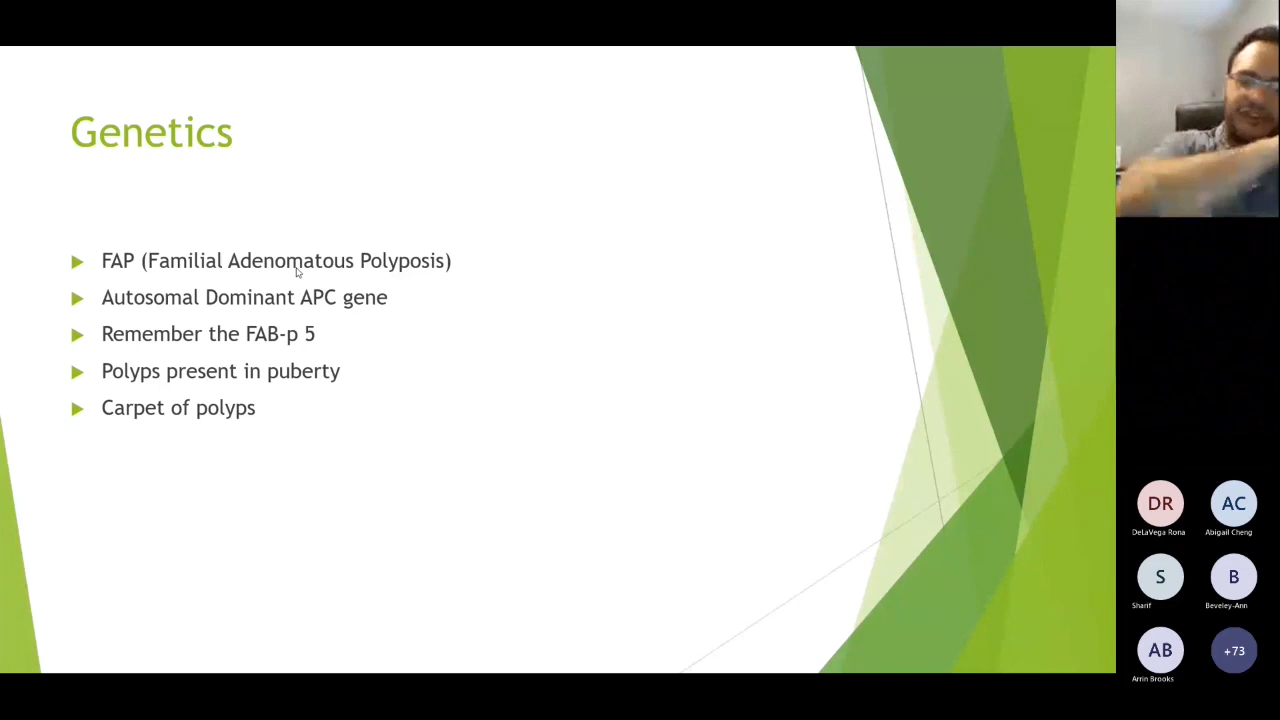 Genetics
FAP (Familial Adenomatous Polyposis)
Autosomal Dominant APC gene
Remember the FAB-p 5
Polyps present in puberty
Carpet of polyps
DR
AC
DeLaVega Rona
Abigail Cheng
S
B
Sharif
Beveley-Ann
AB
+73
Arrin Brooks